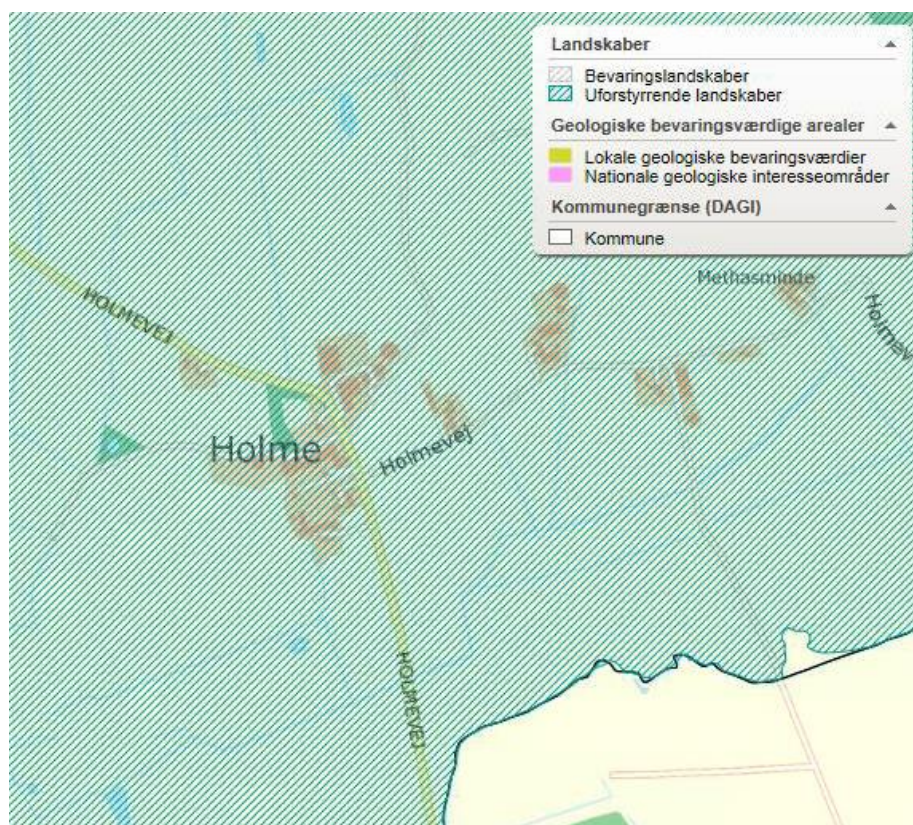 Landskaber
Bevaringslandskaber
Uforstyrrende landskaber
Geologiske bevaringsværdige arealer
Lokale geologiske bevaringsværdier
Nationale geologiske interesseområder
Kommunegrænse (DAGI)
Kommune
Methasminde
HOLMEVEJ
Holmev
Holme
Holmevej
HOLMEVEJ